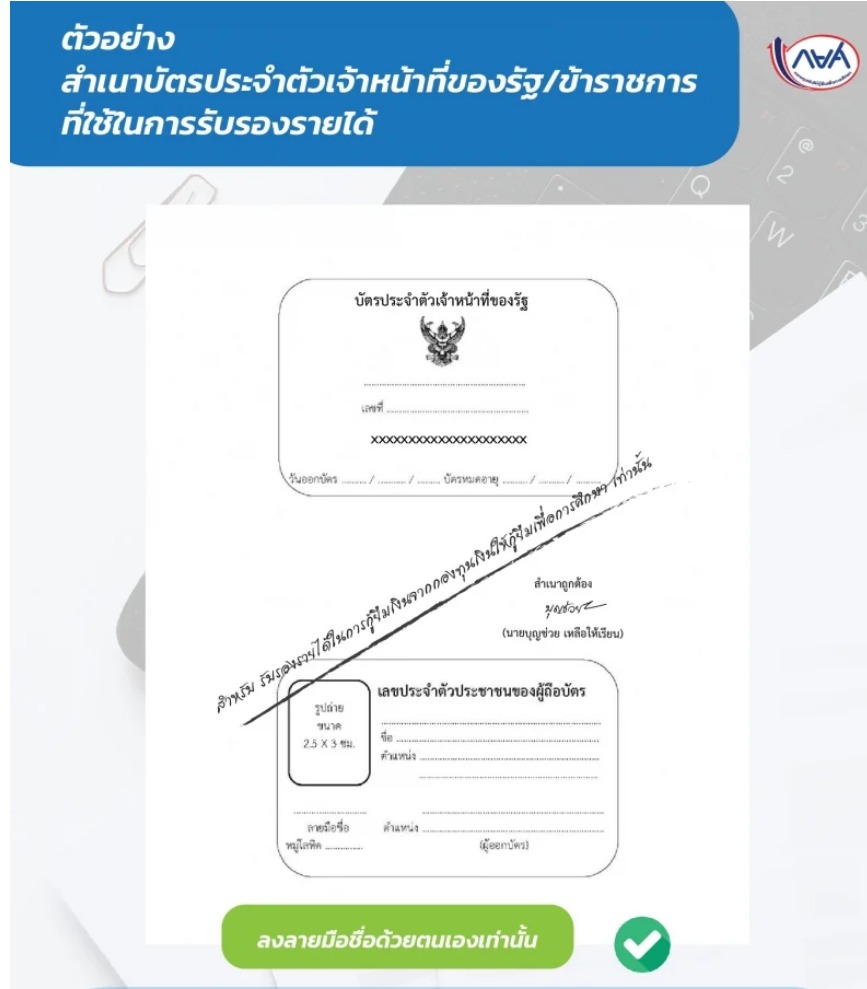 ตัวอย่าง
สำเนาบัตรประจำตัวเจ้าหน้าที่ของรัฐ/ข้าราชการ
ที่ใช้ในการรับรองรายได้
กยศ
บัตรประจำตัวเจ้าหน้าที่ของรัฐ
เลขที่
xxxxxxxxxxxxxxxxxxxxxx
วันออกบัตร ......... / ......... / ......... บัตรหมดอายุ ......... / ......... / .........
สำหรับ รับรองรายได้ในการกู้ยืมเงินจากกองทุนเงินให้กู้ยืมเพื่อการศึกษา เท่านั้น
สำเนาถูกต้อง
บุญช่วย
(นายบุญช่วย เหลือให้เรียน)
เลขประจำตัวประชาชนของผู้ถือบัตร
รูปถ่าย
ขนาด
2.5 X 3 ซม.
ชื่อ
ตำแหน่ง
ลายมือชื่อ
ตำแหน่ง
หมู่โลหิต
(ผู้ออกบัตร)
ลงลายมือชื่อด้วยตนเองเท่านั้น